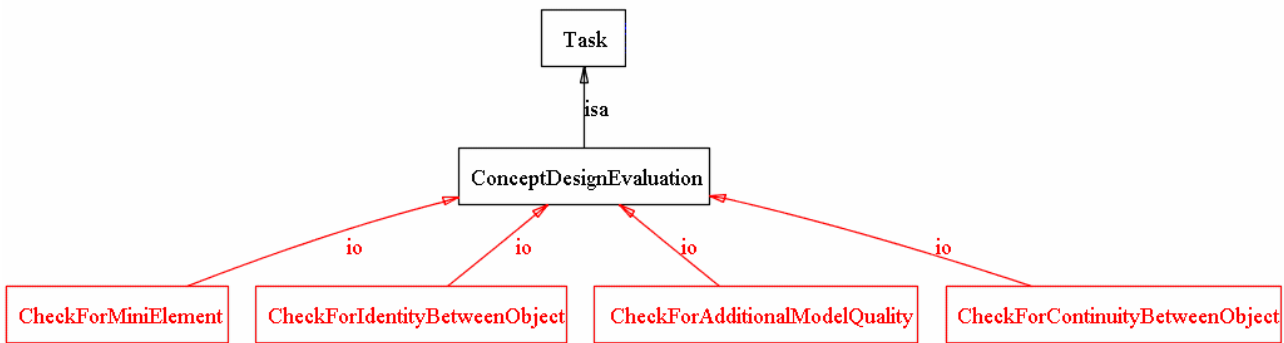 Task
isa
ConceptDesignEvaluation
io io io io
CheckForMiniElement CheckForIdentityBetweenObject CheckForAdditionalModelQuality CheckForContinuityBetweenObject